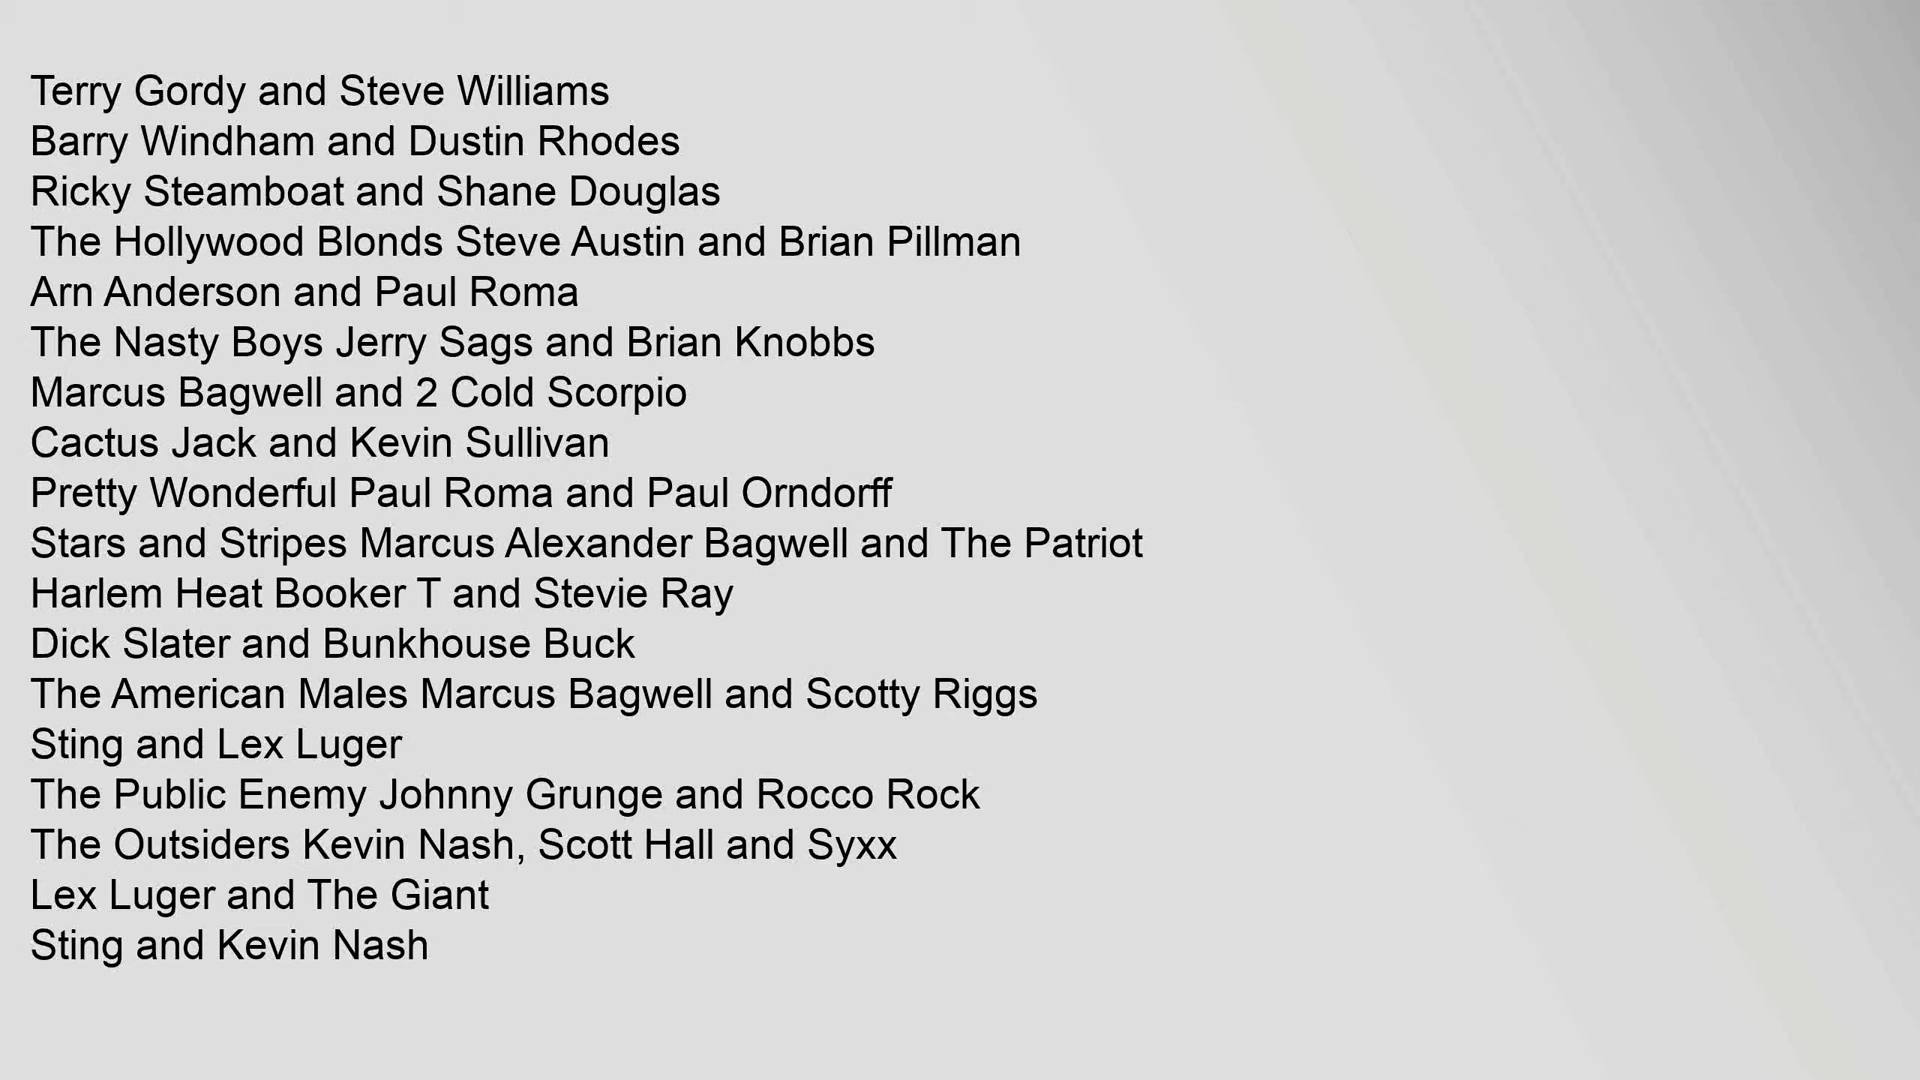 Terry Gordy and Steve Williams
Barry Windham and Dustin Rhodes
Ricky Steamboat and Shane Douglas
The Hollywood Blonds Steve Austin and Brian Pillman
Arn Anderson and Paul Roma
The Nasty Boys Jerry Sags and Brian Knobbs
Marcus Bagwell and 2 Cold Scorpio
Cactus Jack and Kevin Sullivan
Pretty Wonderful Paul Roma and Paul Orndorff
Stars and Stripes Marcus Alexander Bagwell and The Patriot
Harlem Heat Booker T and Stevie Ray
Dick Slater and Bunkhouse Buck
The American Males Marcus Bagwell and Scotty Riggs
Sting and Lex Luger
The Public Enemy Johnny Grunge and Rocco Rock
The Outsiders Kevin Nash, Scott Hall and Syxx
Lex Luger and The Giant
Sting and Kevin Nash